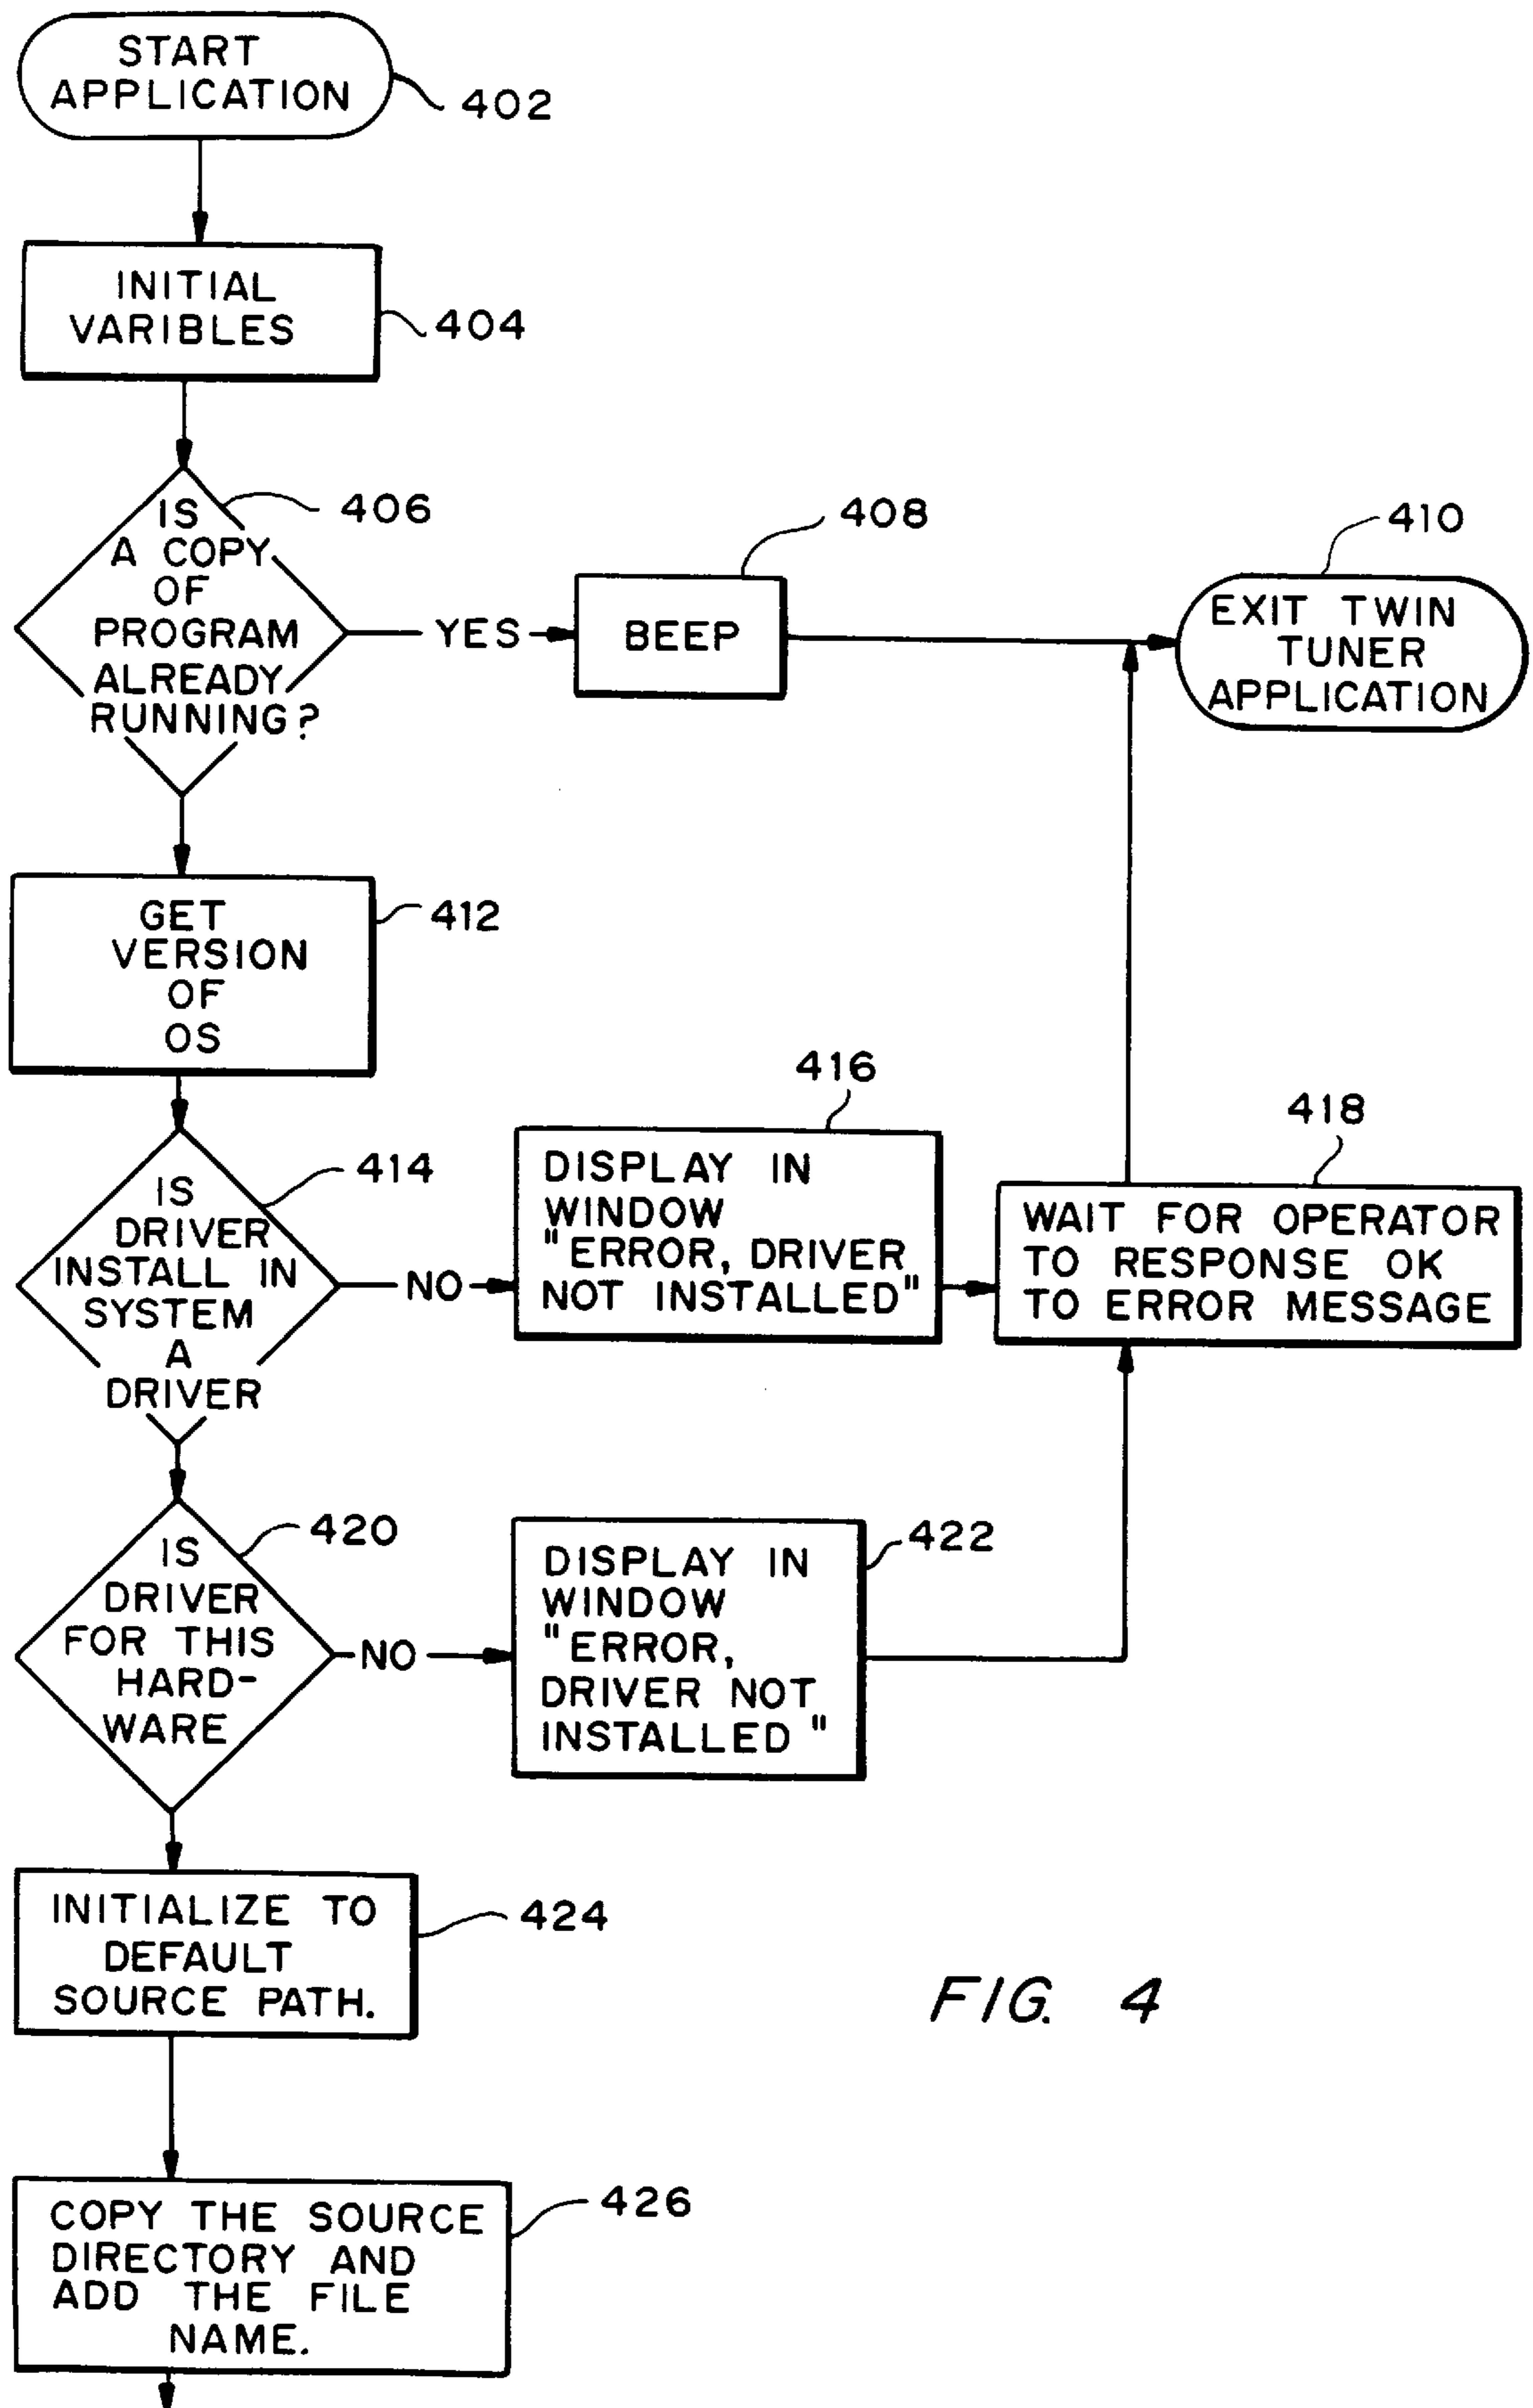 START
APPLICATION
402
INITIAL
VARIBLES
404
IS
A COPY
OF
PROGRAM
ALREADY
RUNNING?
406
YES
408
BEEP
410
EXIT TWIN
TUNER
APPLICATION
GET
VERSION
OF
OS
412
IS
DRIVER
INSTALL IN
SYSTEM
A
DRIVER
414
NO
416
DISPLAY IN
WINDOW
"ERROR, DRIVER
NOT INSTALLED"
418
WAIT FOR OPERATOR
TO RESPONSE OK
TO ERROR MESSAGE
IS
DRIVER
FOR THIS
HARD-
WARE
420
NO
422
DISPLAY IN
WINDOW
"ERROR,
DRIVER NOT
INSTALLED"
INITIALIZE TO
DEFAULT
SOURCE PATH.
424
FIG. 4
COPY THE SOURCE
DIRECTORY AND
ADD THE FILE
NAME.
426